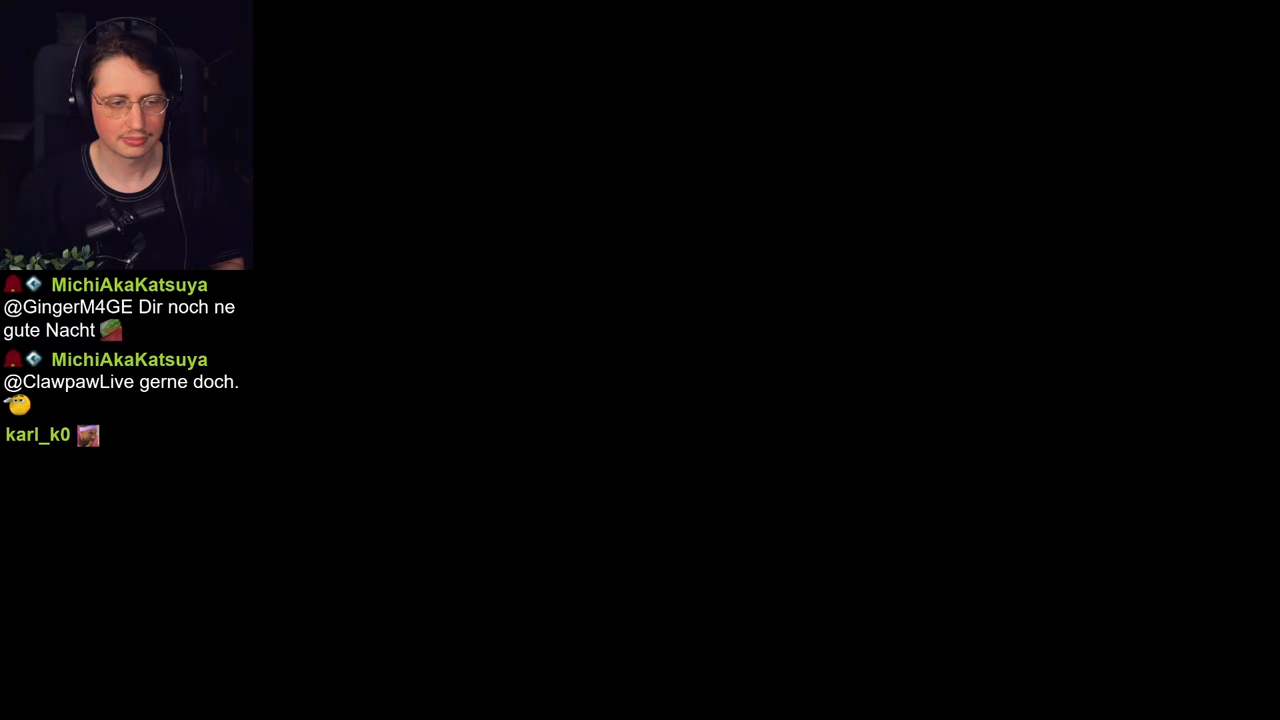 MichiAkaKatsuya
@GingerM4GE Dir noch ne
gute Nacht
MichiAkaKatsuya
@ClawpawLive gerne doch.
karl_k0